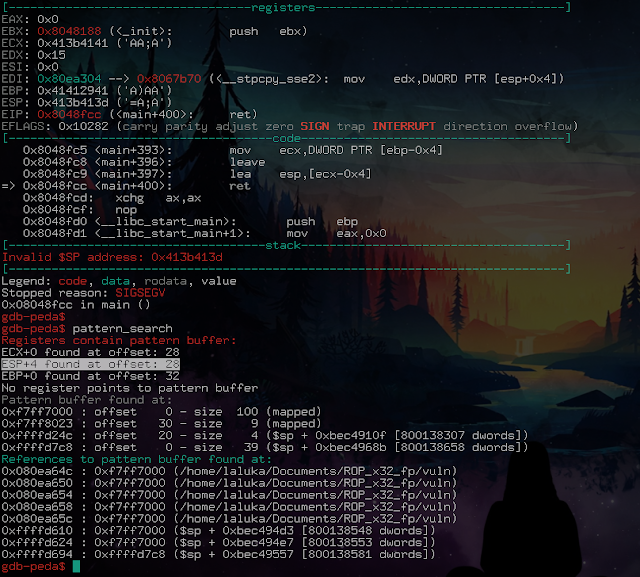 [----------------------------------registers-----------------------------------]
EAX: 0x0
EBX: 0x8048188 (<_init>:        push   ebx)
ECX: 0x413b4141 ('AA;A')
EDX: 0x15
ESI: 0x0
EDI: 0x80ea304 --> 0x8067b70 (<__stpcpy_sse2>:  mov    edx,DWORD PTR [esp+0x4])
EBP: 0x41412941 ('A)AA')
ESP: 0x413b413d ('=A;A')
EIP: 0x8048fcc (<main+400>:     ret)
EFLAGS: 0x10282 (carry parity adjust zero SIGN trap INTERRUPT direction overflow)
[-------------------------------------code-------------------------------------]
   0x8048fc5 <main+393>:        mov    ecx,DWORD PTR [ebp-0x4]
   0x8048fc8 <main+396>:        leave
   0x8048fc9 <main+397>:        lea    esp,[ecx-0x4]
=> 0x8048fcc <main+400>:        ret
   0x8048fcd:   xchg   ax,ax
   0x8048fcf:   nop
   0x8048fd0 <__libc_start_main>:       push   ebp
   0x8048fd1 <__libc_start_main+1>:     mov    eax,0x0
[------------------------------------stack-------------------------------------]
Invalid $SP address: 0x413b413d
[------------------------------------------------------------------------------]
Legend: code, data, rodata, value
Stopped reason: SIGSEGV
0x08048fcc in main ()
gdb-peda$
gdb-peda$ pattern_search
Registers contain pattern buffer:
ECX+0 found at offset: 28
ESP+4 found at offset: 28
EBP+0 found at offset: 32
No register points to pattern buffer
Pattern buffer found at:
0xf7ff7000 : offset    0 - size  100 (mapped)
0xf7ff8023 : offset   30 - size    9 (mapped)
0xffffd24c : offset   20 - size    4 ($sp + 0xbec4910f [800138307 dwords])
0xffffd7c8 : offset    0 - size   39 ($sp + 0xbec4968b [800138658 dwords])
References to pattern buffer found at:
0x080ea64c : 0xf7ff7000 (/home/laluka/Documents/ROP_x32_fp/vuln)
0x080ea650 : 0xf7ff7000 (/home/laluka/Documents/ROP_x32_fp/vuln)
0x080ea654 : 0xf7ff7000 (/home/laluka/Documents/ROP_x32_fp/vuln)
0x080ea658 : 0xf7ff7000 (/home/laluka/Documents/ROP_x32_fp/vuln)
0x080ea65c : 0xf7ff7000 (/home/laluka/Documents/ROP_x32_fp/vuln)
0xffffd610 : 0xf7ff7000 ($sp + 0xbec494d3 [800138548 dwords])
0xffffd624 : 0xf7ff7000 ($sp + 0xbec494e7 [800138553 dwords])
0xffffd694 : 0xffffd7c8 ($sp + 0xbec49557 [800138581 dwords])
gdb-peda$